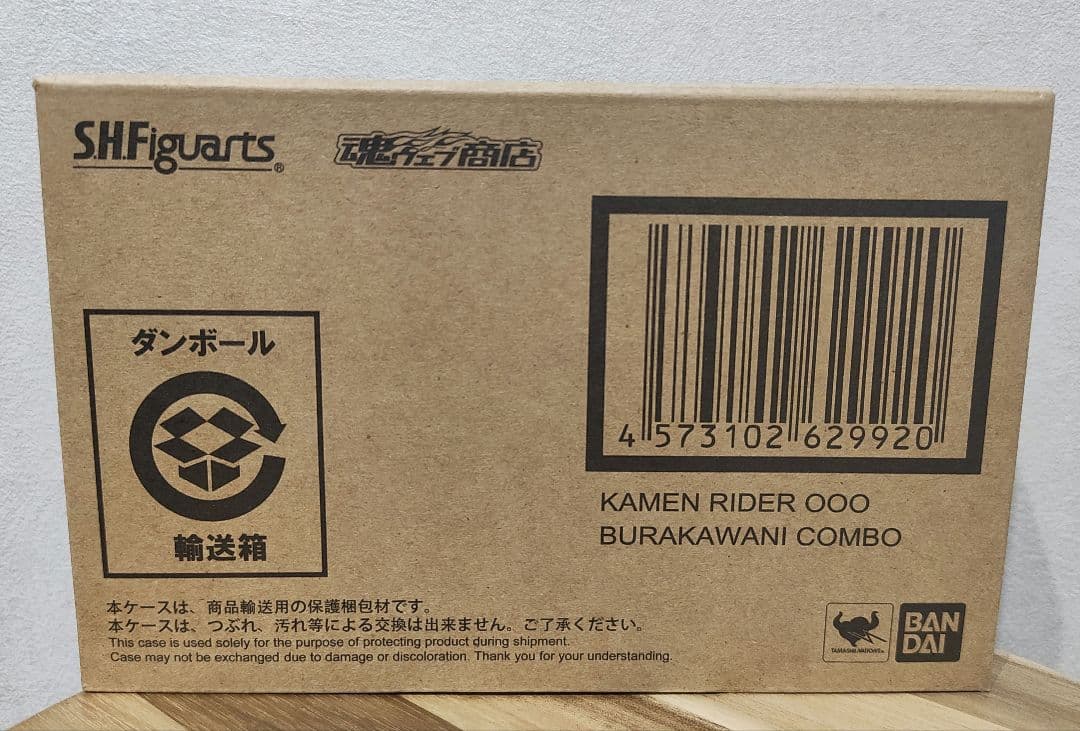 S.H.Figuarts®
魂ウェブ商店
ダンボール
輸送箱
4 573102 629920
KAMEN RIDER OOO
BURAKAWANI COMBO
本ケースは、商品輸送用の保護梱包材です。
本ケースは、つぶれ、汚れ等による交換は出来ません。ご了承ください。
This case is used solely for the purpose of protecting product during shipment.
Case may not be exchanged due to damage or discoloration. Thank you for your understanding.
TAMASHII NATIONS
BAN
DAI